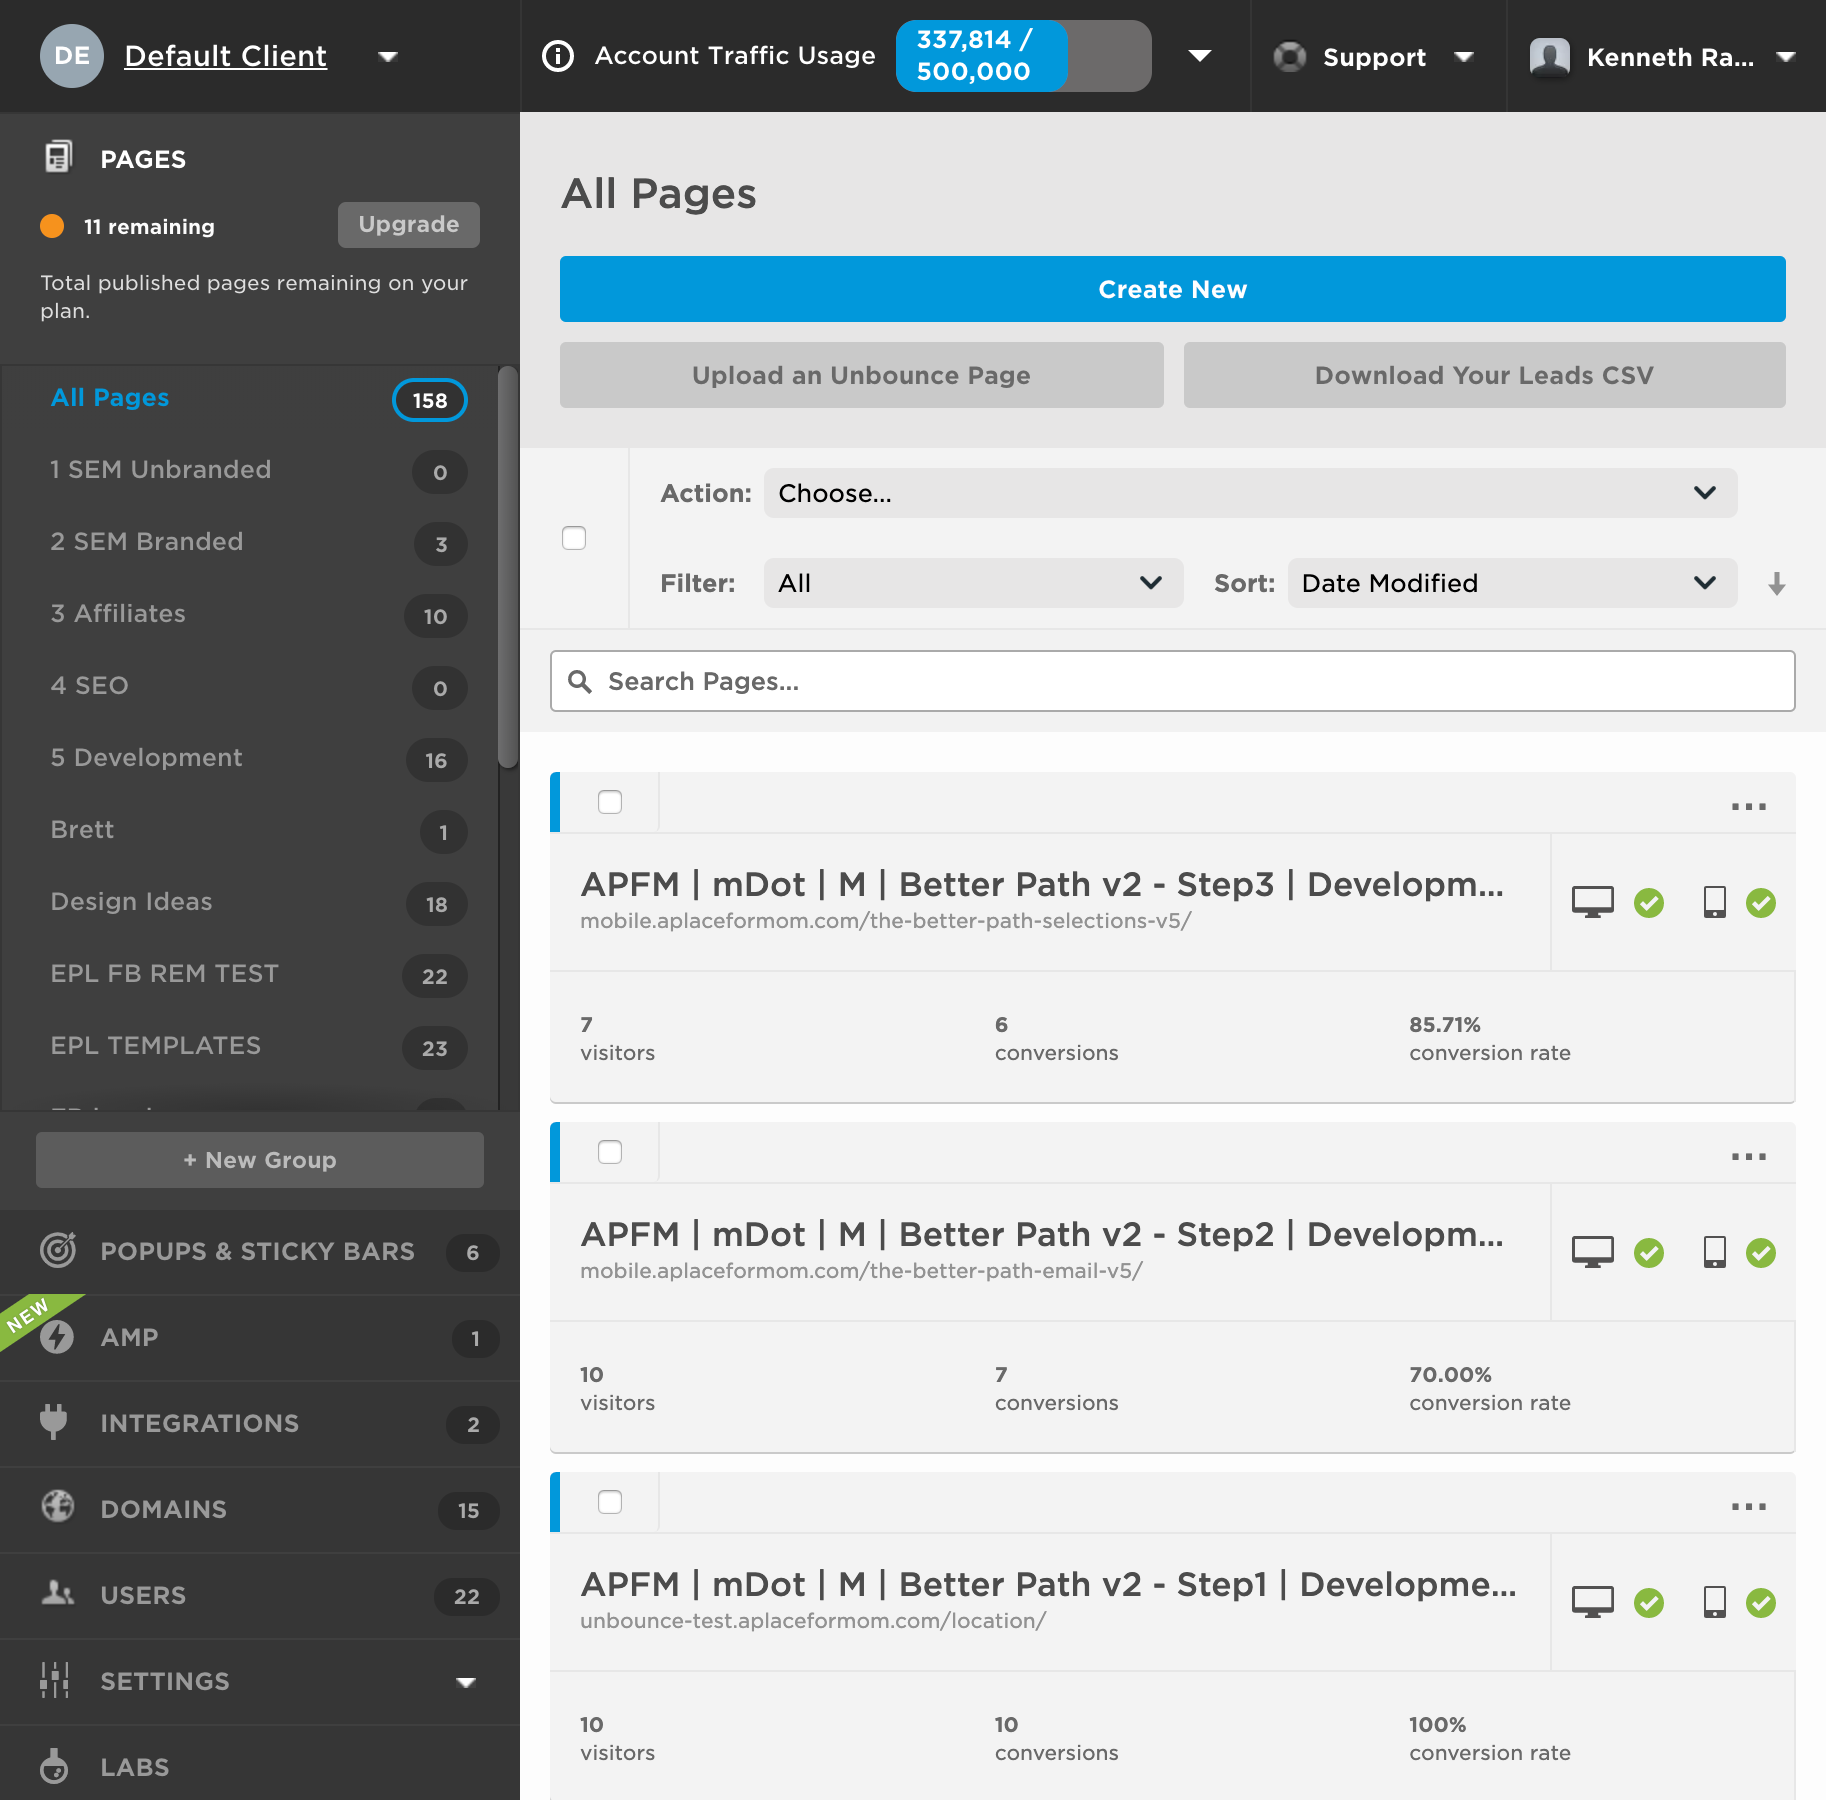 DE Default Client
Account Traffic Usage
337,814 /
500,000
Support
Kenneth Ra...
PAGES
11 remaining
Upgrade
Total published pages remaining on your
plan.
All Pages 158
1 SEM Unbranded 0
2 SEM Branded 3
3 Affiliates 10
4 SEO 0
5 Development 16
Brett 1
Design Ideas 18
EPL FB REM TEST 22
EPL TEMPLATES 23
+ New Group
POPUPS & STICKY BARS 6
NEW
AMP 1
INTEGRATIONS 2
DOMAINS 15
USERS 22
SETTINGS
LABS
All Pages
Create New
Upload an Unbounce Page
Download Your Leads CSV
Action: Choose...
Filter: All
Sort: Date Modified
Search Pages...
...
APFM | mDot | M | Better Path v2 - Step3 | Developm...
mobile.aplaceformom.com/the-better-path-selections-v5/
7 6 85.71%
visitors conversions conversion rate
...
APFM | mDot | M | Better Path v2 - Step2 | Developm...
mobile.aplaceformom.com/the-better-path-email-v5/
10 7 70.00%
visitors conversions conversion rate
...
APFM | mDot | M | Better Path v2 - Step1 | Developme...
unbounce-test.aplaceformom.com/location/
10 10 100%
visitors conversions conversion rate